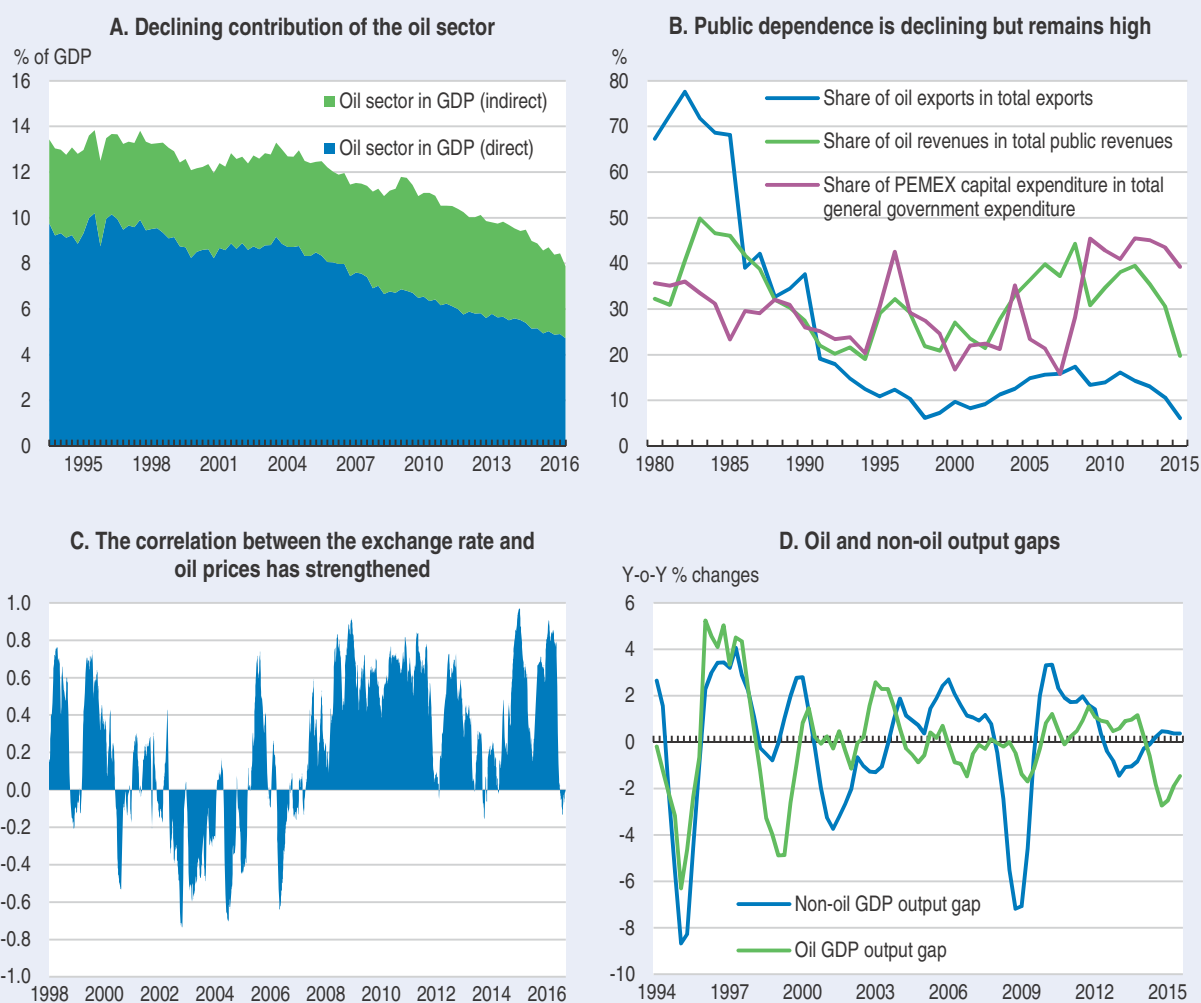 A. Declining contribution of the oil sector
% of GDP
16
14
12
10
8
6
4
2
0
Oil sector in GDP (indirect)
Oil sector in GDP (direct)
1995 1998 2001 2004 2007 2010 2013 2016
B. Public dependence is declining but remains high
%
80
70
60
50
40
30
20
10
0
Share of oil exports in total exports
Share of oil revenues in total public revenues
Share of PEMEX capital expenditure in total
general government expenditure
1980 1985 1990 1995 2000 2005 2010 2015
C. The correlation between the exchange rate and
oil prices has strengthened
1.0
0.8
0.6
0.4
0.2
0.0
-0.2
-0.4
-0.6
-0.8
-1.0
1998 2000 2002 2004 2006 2008 2010 2012 2014 2016
D. Oil and non-oil output gaps
Y-o-Y % changes
6
4
2
0
-2
-4
-6
-8
-10
Non-oil GDP output gap
Oil GDP output gap
1994 1997 2000 2003 2006 2009 2012 2015